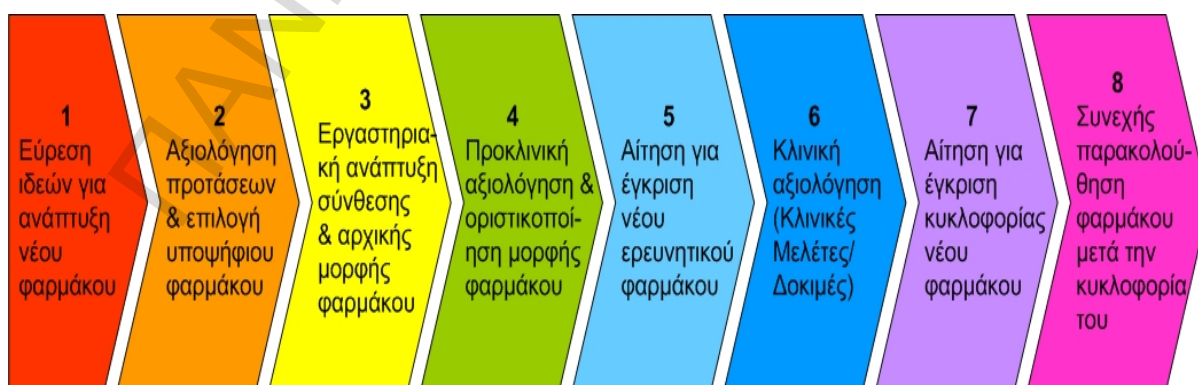 1
Εύρεση
ιδεών για
ανάπτυξη
νέου
φαρμάκου
2
Αξιολόγηση
προτάσεων
& επιλογή
υποψήφιου
φαρμάκου
3
Εργαστηρια-
κή ανάπτυξη
σύνθεσης
& αρχικής
μορφής
φαρμάκου
4
Προκλινική
αξιολόγηση &
οριστικοποί-
ηση μορφής
φαρμάκου
5
Αίτηση για
έγκριση
νέου
ερευνητικού
φαρμάκου
6
Κλινική
αξιολόγηση
(Κλινικές
Μελέτες/
Δοκιμές)
7
Αίτηση για
έγκριση
κυκλοφορίας
νέου
φαρμάκου
8
Συνεχής
παρακολού-
θηση
φαρμάκου
μετά την
κυκλοφορία
του